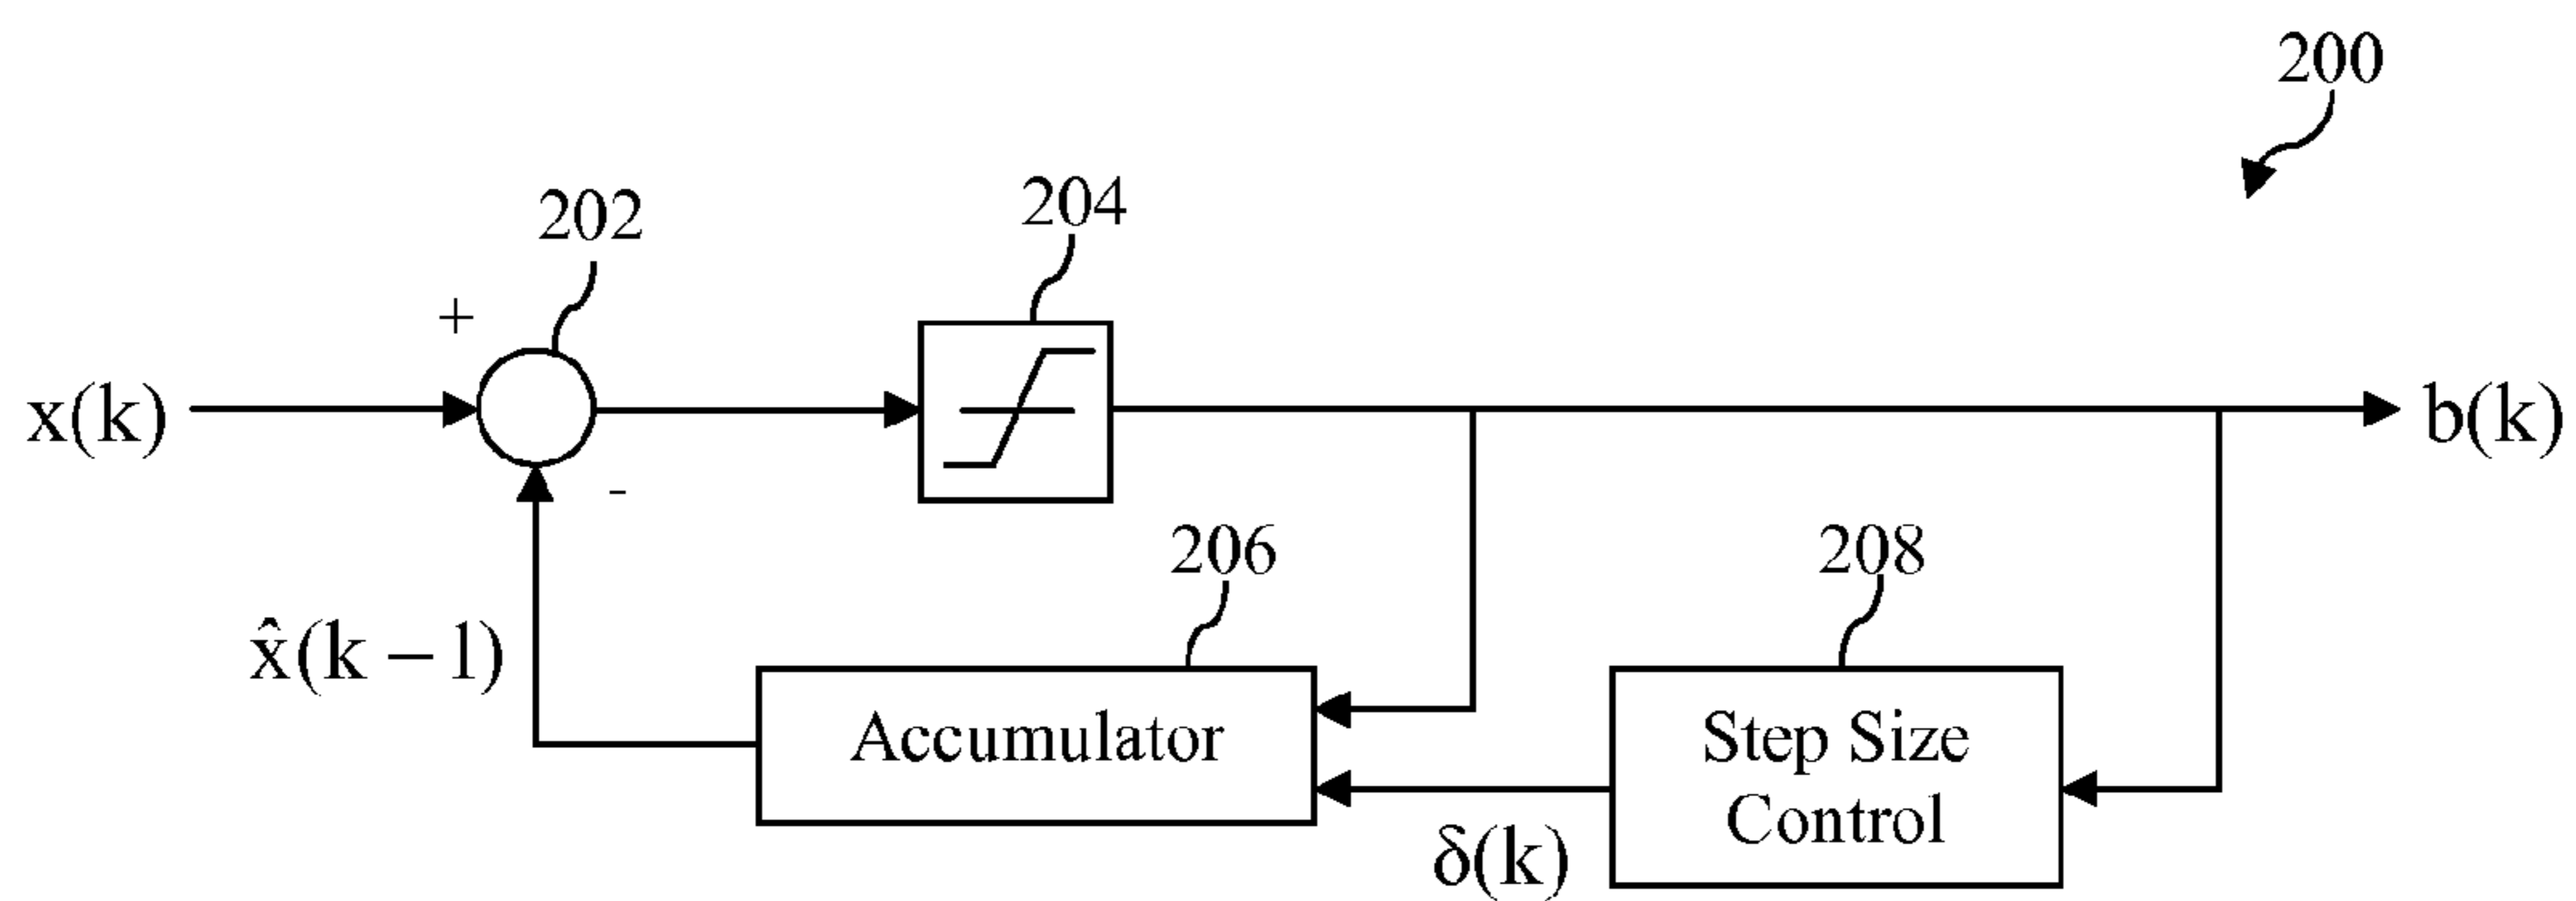 200
202
204
+
x(k)
b(k)
-
206
208
x̂(k – 1)
Accumulator
Step Size
Control
δ(k)